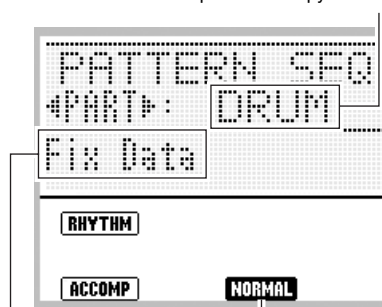 PATTERN SEQ
◄PART►: DRUM
Fix Data
RHYTHM
ACCOMP NORMAL